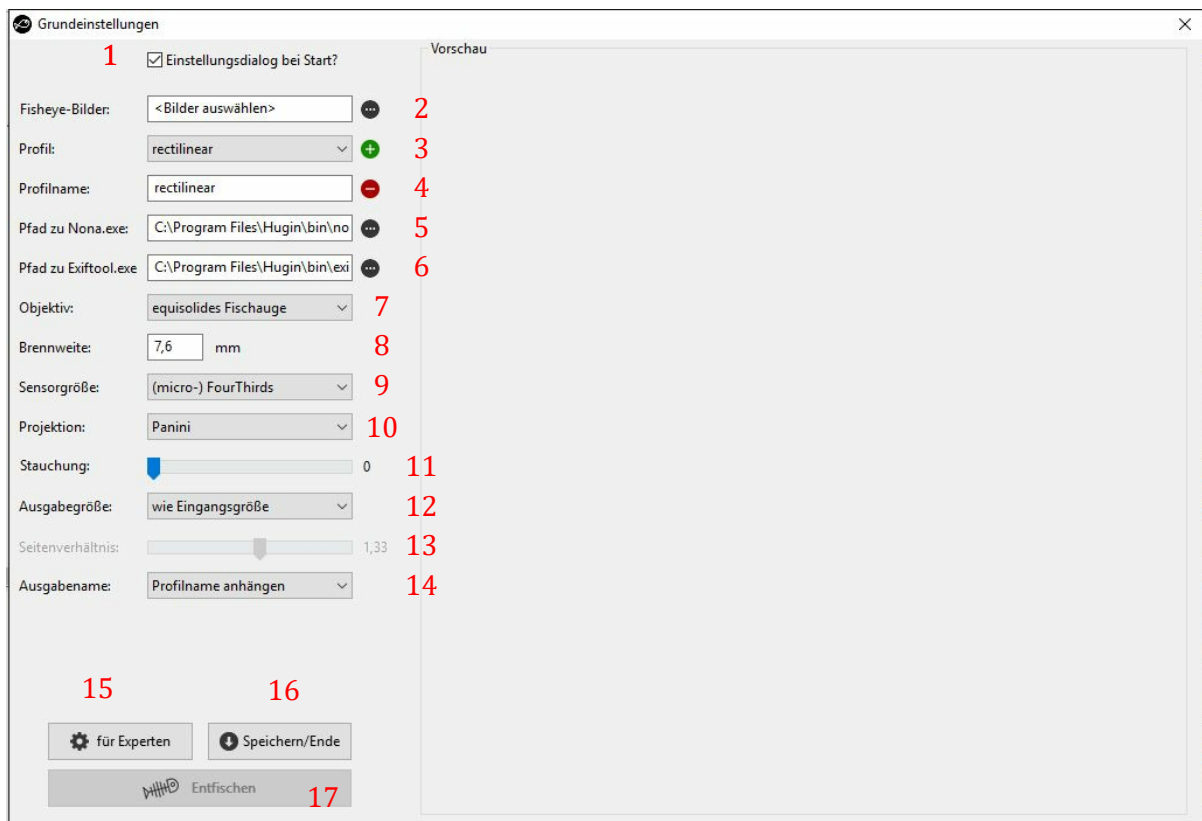 Grundeinstellungen
1 Einstellungsdialog bei Start?
Vorschau
Fisheye-Bilder: <Bilder auswählen> 2
Profil: rectilinear 3
Profilname: rectilinear 4
Pfad zu Nona.exe: C:\Program Files\Hugin\bin\no 5
Pfad zu Exiftool.exe C:\Program Files\Hugin\bin\exi 6
Objektiv: equisolides Fischauge 7
Brennweite: 7,6 mm 8
Sensorgröße: (micro-) FourThirds 9
Projektion: Panini 10
Stauchung: 0 11
Ausgabegröße: wie Eingangsgröße 12
Seitenverhältnis: 1,33 13
Ausgabename: Profilname anhängen 14
15 16
für Experten Speichern/Ende
Entfischen 17